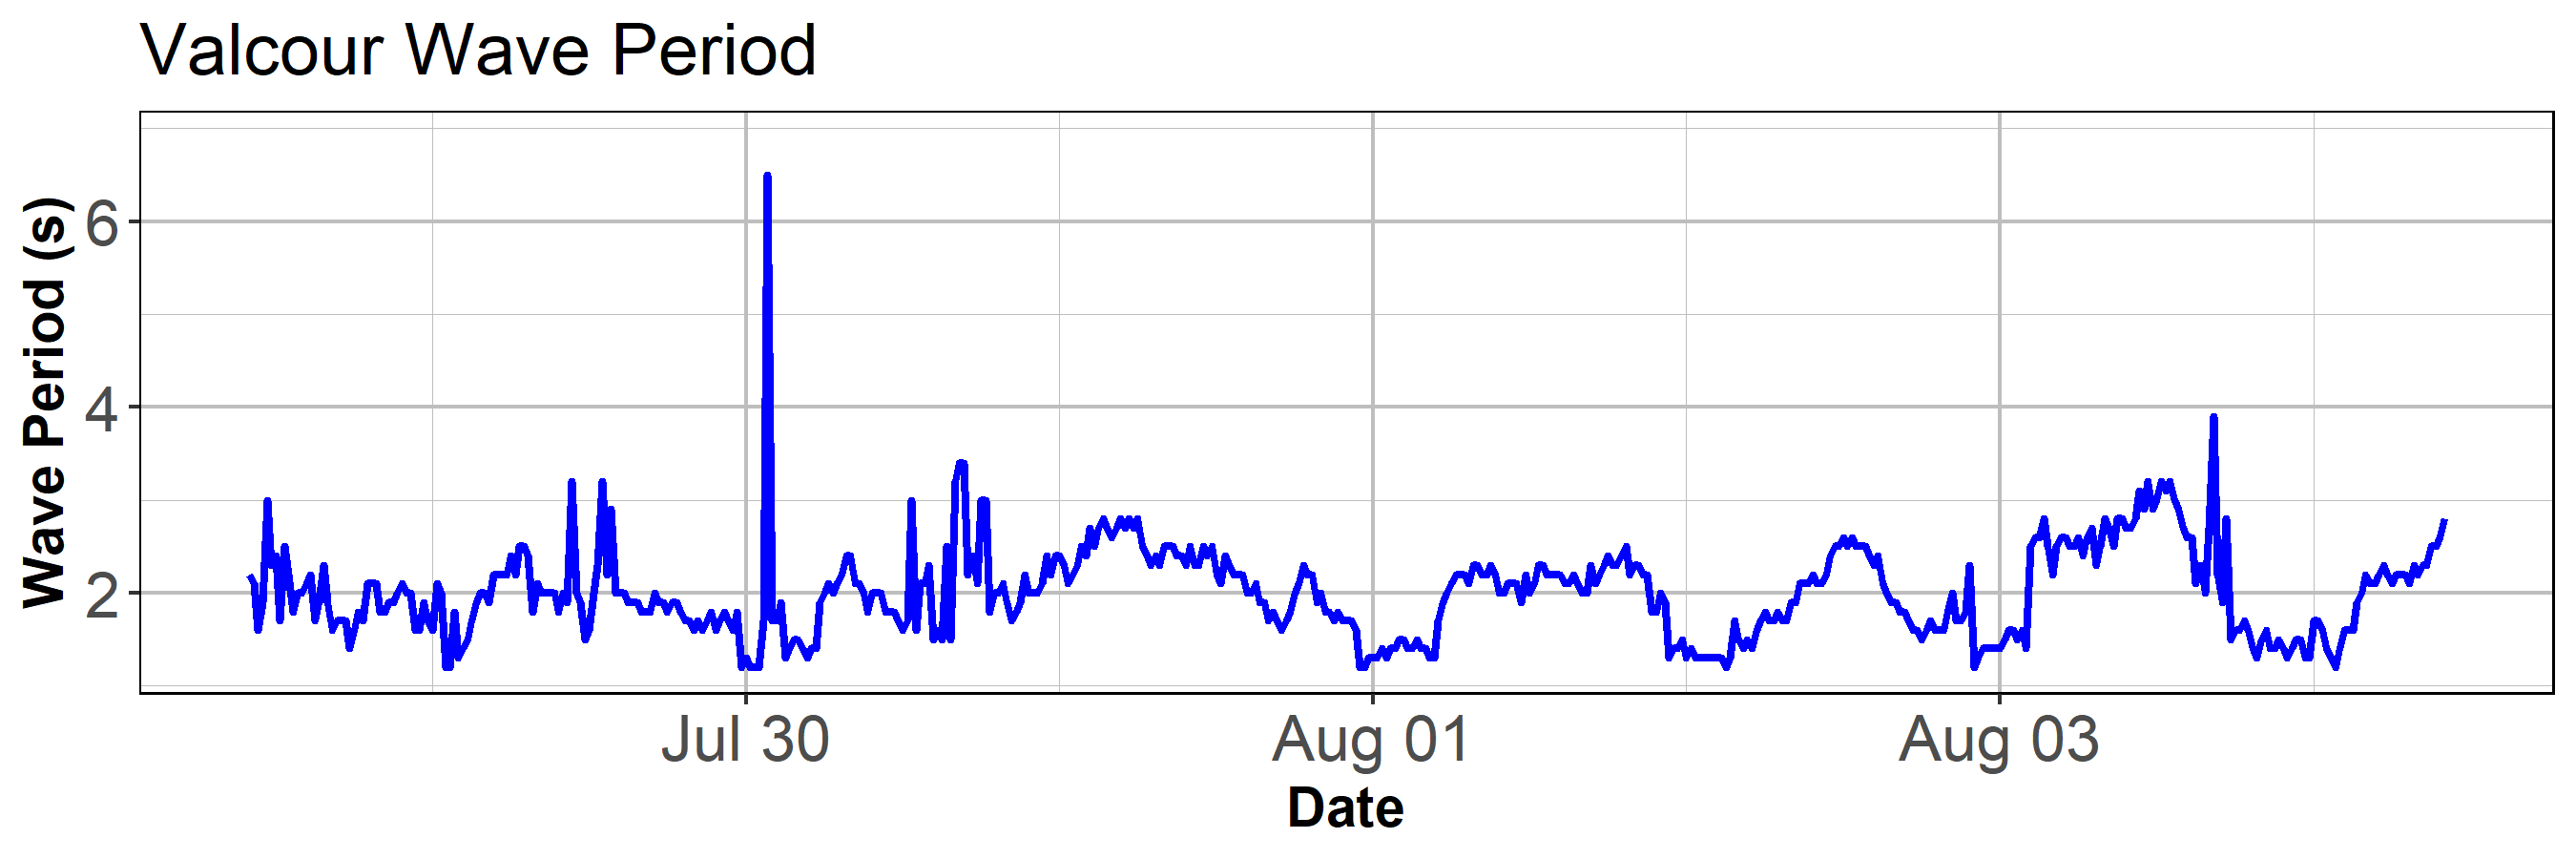 Valcour Wave Period
Wave Period (s)
6
4
2
Jul 30
Aug 01
Aug 03
Date